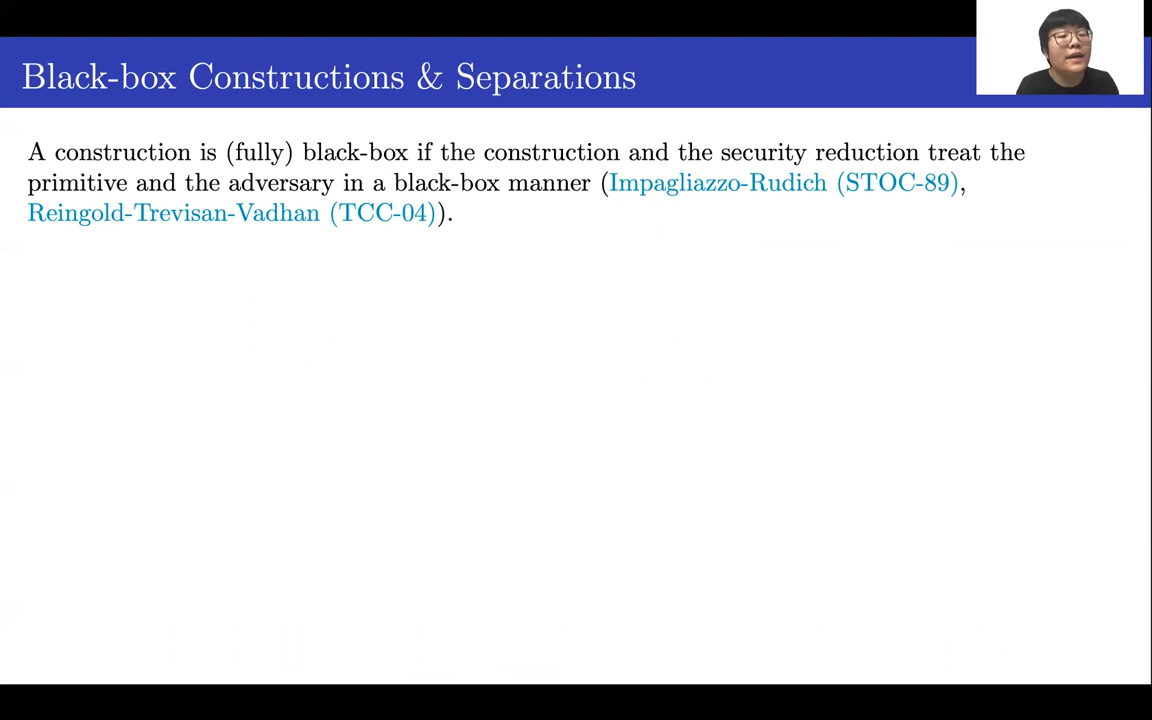 Black-box Constructions & Separations
A construction is (fully) black-box if the construction and the security reduction treat the
primitive and the adversary in a black-box manner (Impagliazzo-Rudich (STOC-89),
Reingold-Trevisan-Vadhan (TCC-04)).